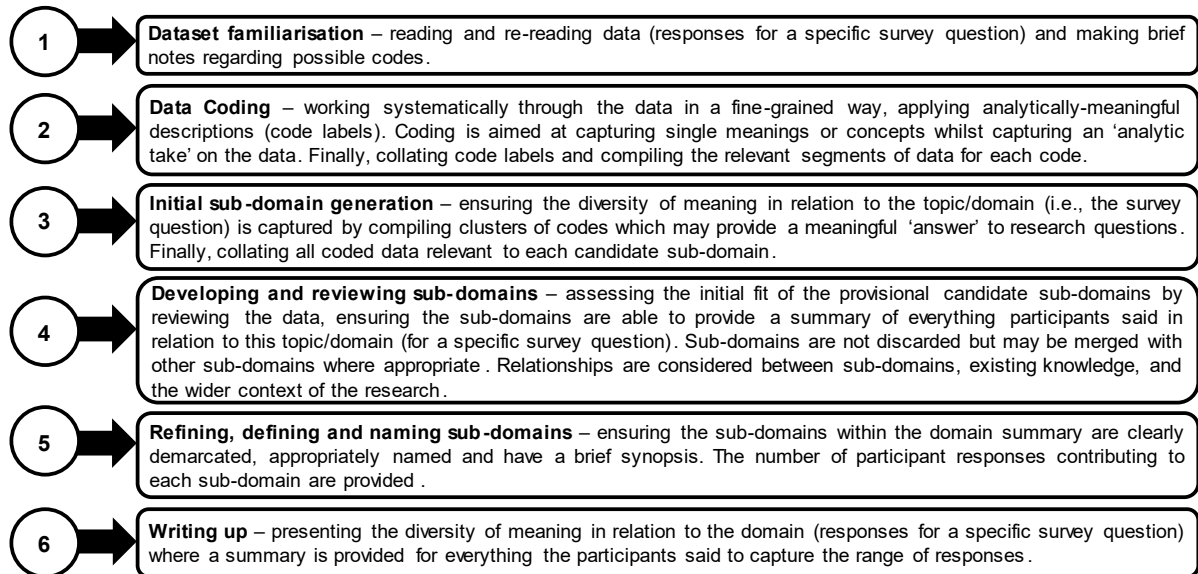 1
Dataset familiarisation – reading and re-reading data (responses for a specific survey question) and making brief
notes regarding possible codes.
2
Data Coding – working systematically through the data in a fine-grained way, applying analytically-meaningful
descriptions (code labels). Coding is aimed at capturing single meanings or concepts whilst capturing an ‘analytic
take’ on the data. Finally, collating code labels and compiling the relevant segments of data for each code.
3
Initial sub-domain generation – ensuring the diversity of meaning in relation to the topic/domain (i.e., the survey
question) is captured by compiling clusters of codes which may provide a meaningful ‘answer’ to research questions.
Finally, collating all coded data relevant to each candidate sub-domain.
4
Developing and reviewing sub-domains – assessing the initial fit of the provisional candidate sub-domains by
reviewing the data, ensuring the sub-domains are able to provide a summary of everything participants said in
relation to this topic/domain (for a specific survey question). Sub-domains are not discarded but may be merged with
other sub-domains where appropriate. Relationships are considered between sub-domains, existing knowledge, and
the wider context of the research.
5
Refining, defining and naming sub-domains – ensuring the sub-domains within the domain summary are clearly
demarcated, appropriately named and have a brief synopsis. The number of participant responses contributing to
each sub-domain are provided .
6
Writing up – presenting the diversity of meaning in relation to the domain (responses for a specific survey question)
where a summary is provided for everything the participants said to capture the range of responses.